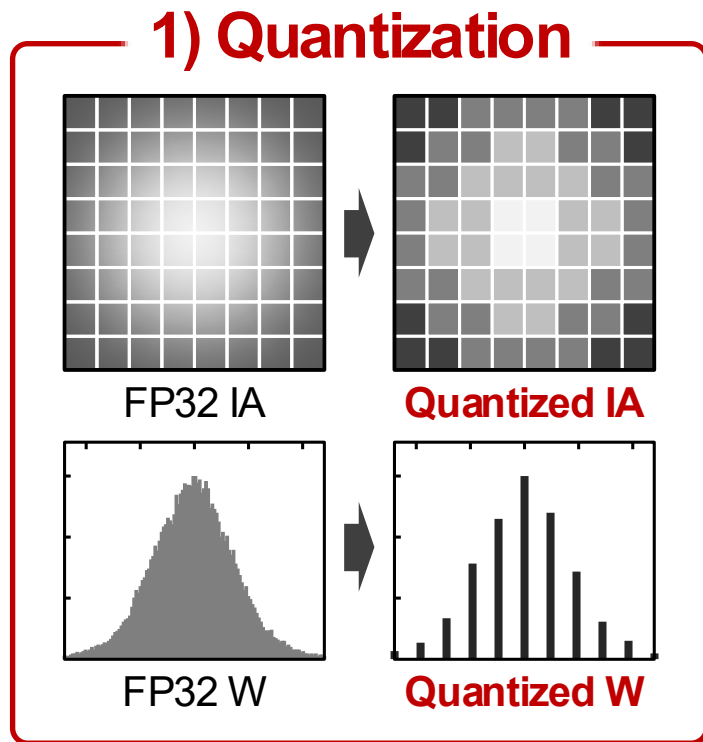 1) Quantization
FP32 IA
Quantized IA
FP32 W
Quantized W